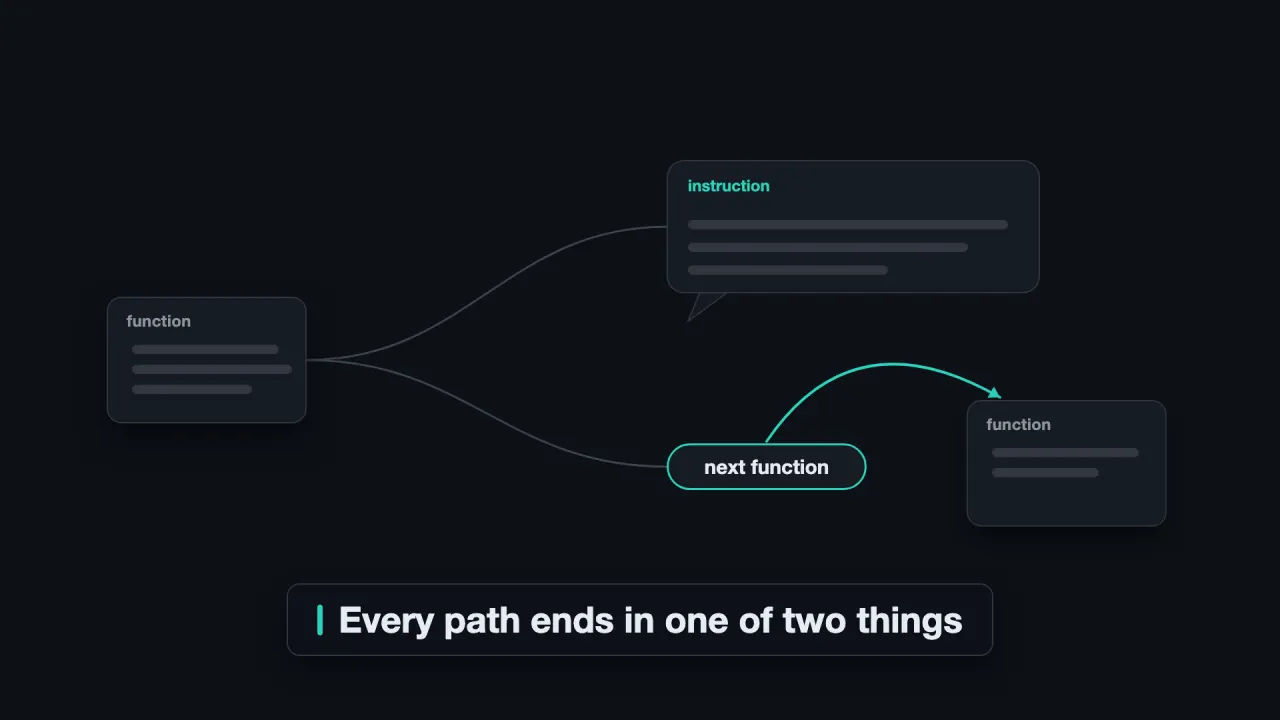 instruction
function
function
next function
Every path ends in one of two things